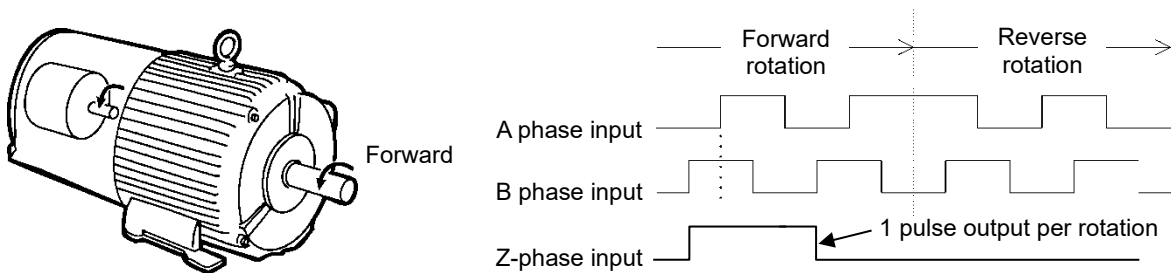 Forward
Forward
rotation
Reverse
rotation
A phase input
B phase input
Z-phase input
1 pulse output per rotation